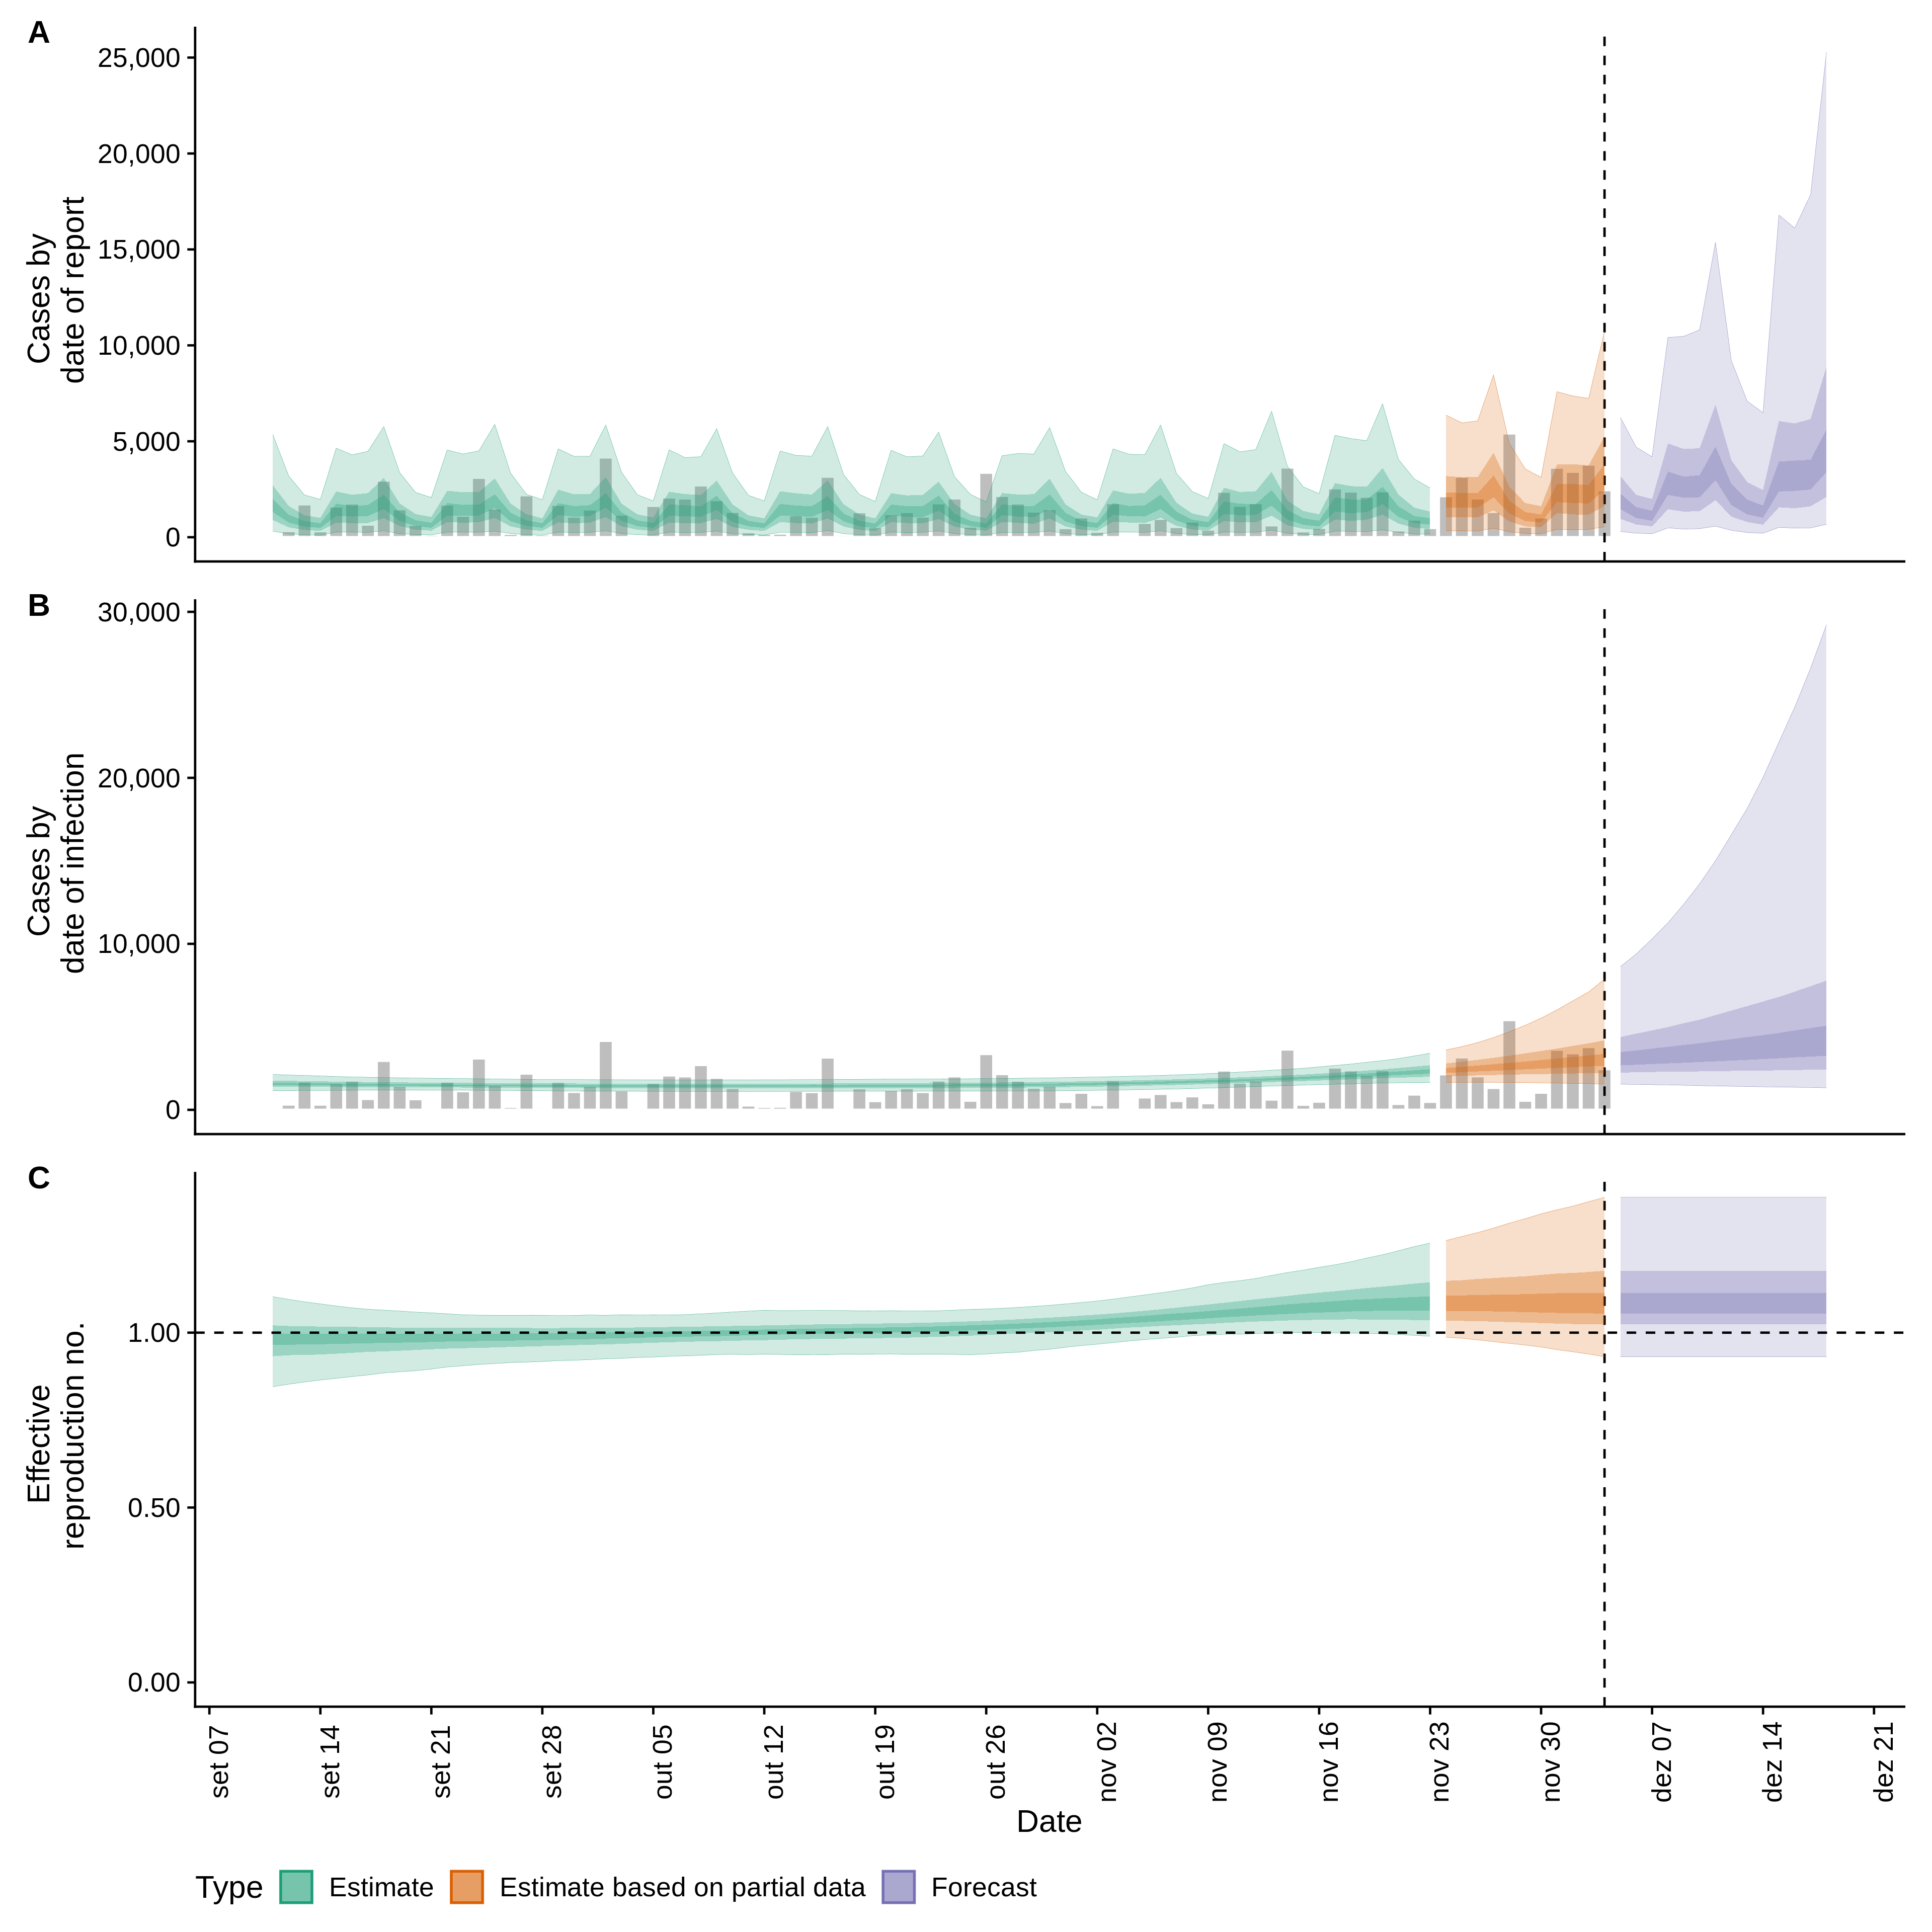 A
25,000
20,000
15,000
10,000
5,000
0
Cases by
date of report
B
30,000
20,000
10,000
0
Cases by
date of infection
C
1.00
0.50
0.00
Effective
reproduction no.
set 07
set 14
set 21
set 28
out 05
out 12
out 19
out 26
nov 02
nov 09
nov 16
nov 23
nov 30
dez 07
dez 14
dez 21
Date
Type Estimate Estimate based on partial data Forecast